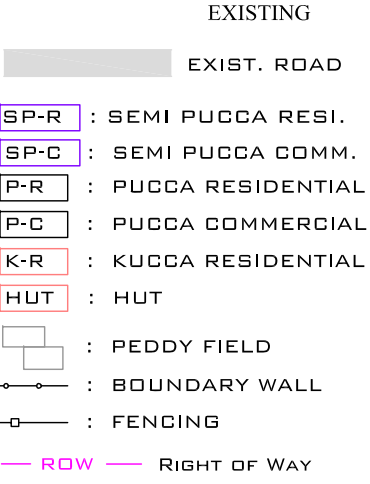 EXISTING
EXIST. ROAD
SP-R : SEMI PUCCA RESI.
SP-C : SEMI PUCCA COMM.
P-R : PUCCA RESIDENTIAL
P-C : PUCCA COMMERCIAL
K-R : KUCCA RESIDENTIAL
HUT : HUT
: PEDDY FIELD
: BOUNDARY WALL
: FENCING
ROW RIGHT OF WAY